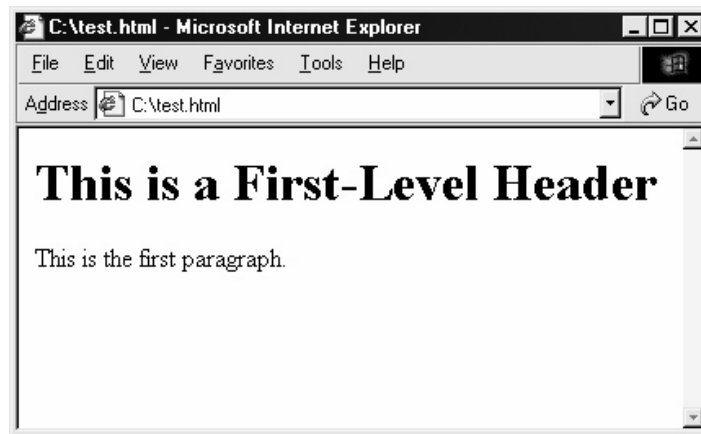 C:\test.html - Microsoft Internet Explorer
File Edit View Favorites Tools Help
Address C:\test.html Go
This is a First-Level Header
This is the first paragraph.